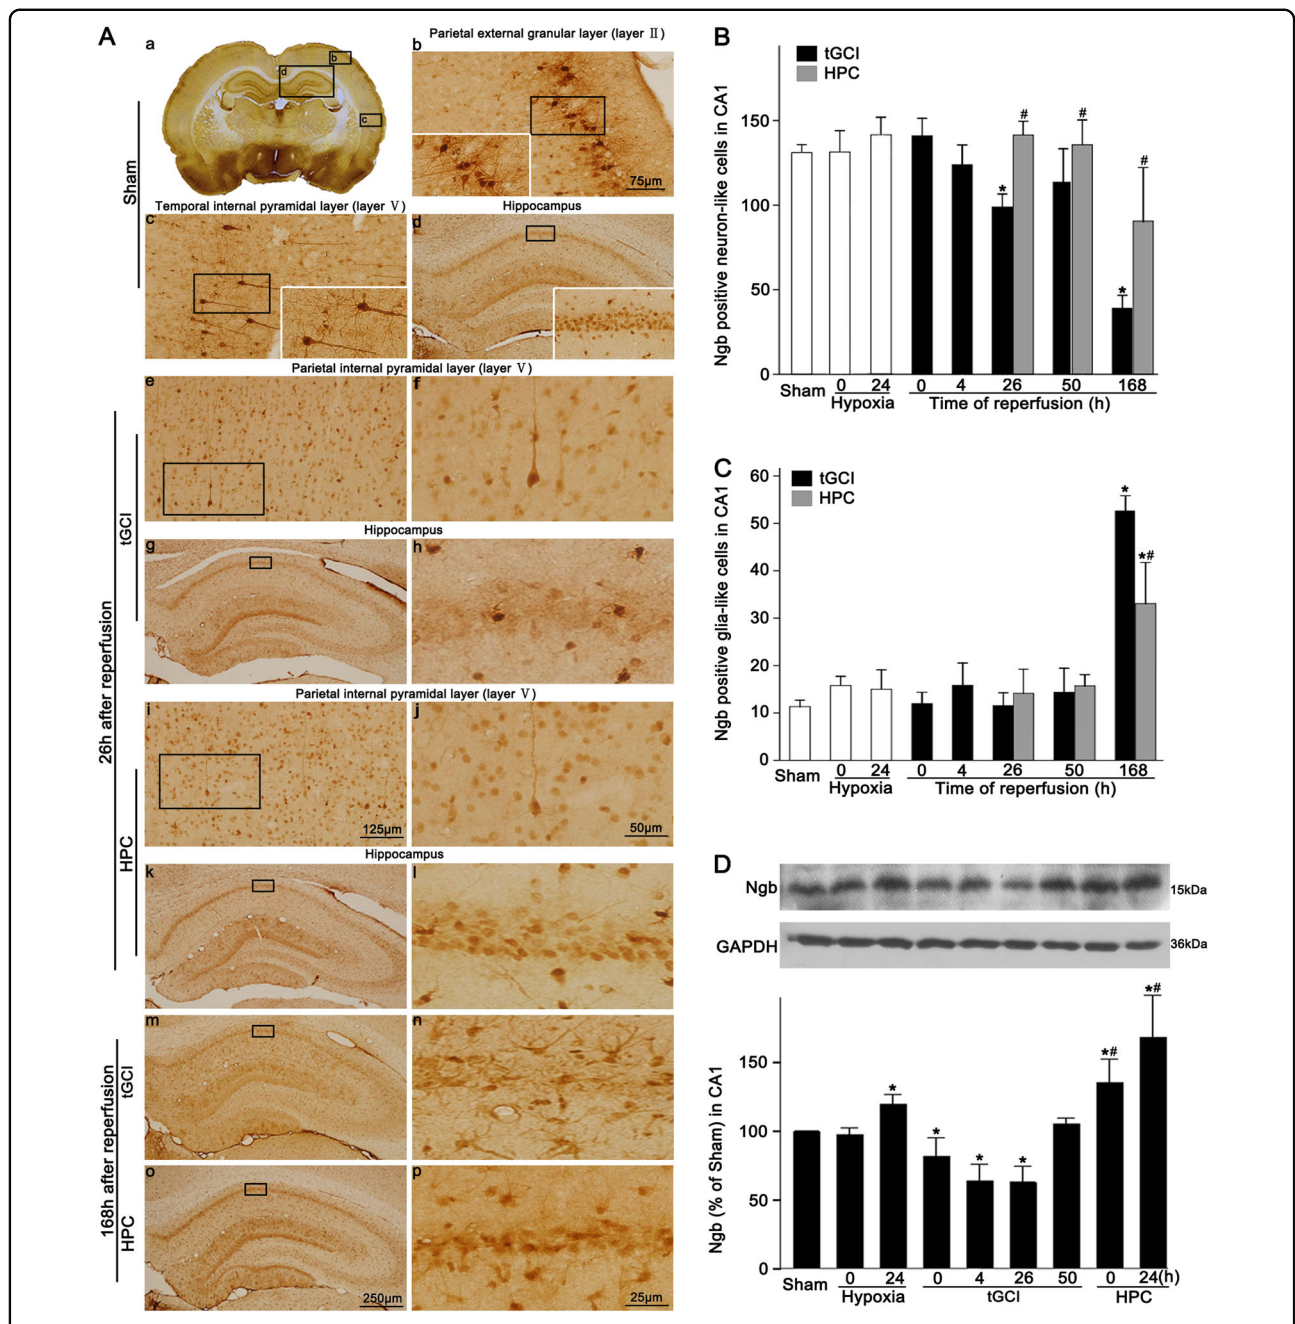 A
a
b
d
c
Sham
Parietal external granular layer (layer Ⅱ)
b
75μm
Temporal internal pyramidal layer (layer Ⅴ)
c
Hippocampus
d
Parietal internal pyramidal layer (layer Ⅴ)
e
f
Hippocampus
g
h
26h after reperfusion
tGCI
Parietal internal pyramidal layer (layer Ⅴ)
i
125μm
j
50μm
HPC
Hippocampus
k
l
168h after reperfusion
tGCI
m
n
HPC
o
250μm
p
25μm
B
tGCI
HPC
Ngb positive neuron-like cells in CA1
150
100
50
0
* # # * #
Sham 0 24 0 4 26 50 168
Hypoxia Time of reperfusion (h)
C
tGCI
HPC
Ngb positive glia-like cells in CA1
60
50
40
30
20
10
0
* *#
Sham 0 24 0 4 26 50 168
Hypoxia Time of reperfusion (h)
D
Ngb 15kDa
GAPDH 36kDa
Ngb (% of Sham) in CA1
150
100
50
0
* * * * *# *#
Sham 0 24 0 4 26 50 0 24(h)
Hypoxia tGCI HPC